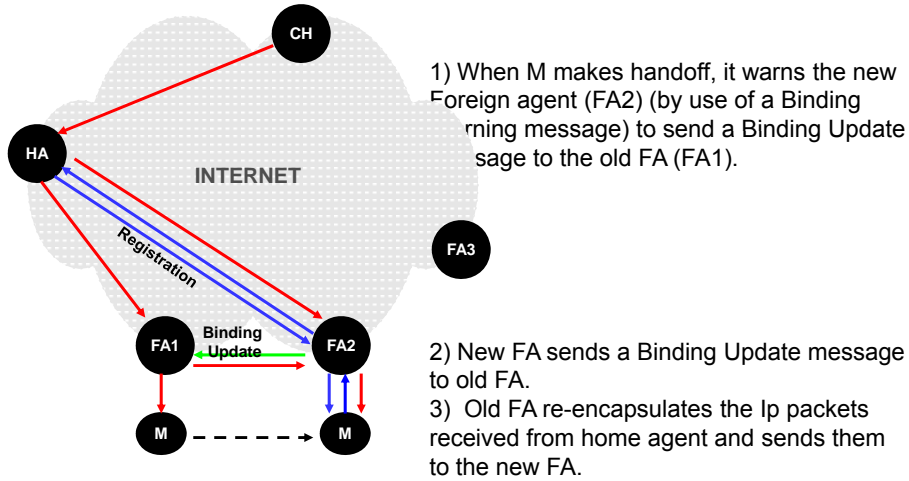 CH
1) When M makes handoff, it warns the new
Foreign agent (FA2) (by use of a Binding
rning message) to send a Binding Update
sage to the old FA (FA1).
HA
INTERNET
Registration
FA3
FA1
Binding
Update
FA2
2) New FA sends a Binding Update message
to old FA.
3) Old FA re-encapsulates the Ip packets
received from home agent and sends them
to the new FA.
M
M